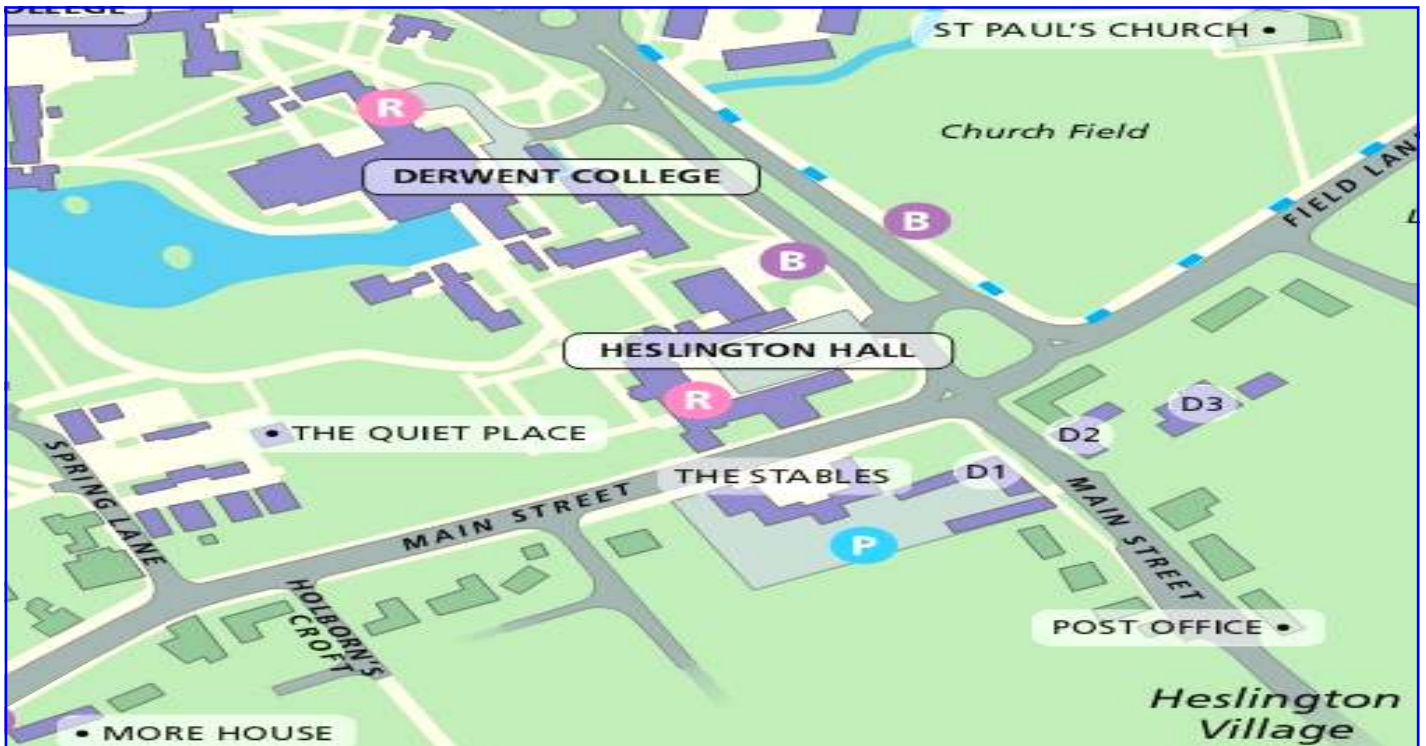 ST PAUL'S CHURCH
R
Church Field
DERWENT COLLEGE
FIELD LANE
B
B
HESLINGTON HALL
R
D3
THE QUIET PLACE
D2
SPRING LANE
THE STABLES
D1
MAIN STREET
MAIN STREET
P
HOLBORN'S
CROFT
POST OFFICE
Heslington
Village
MORE HOUSE